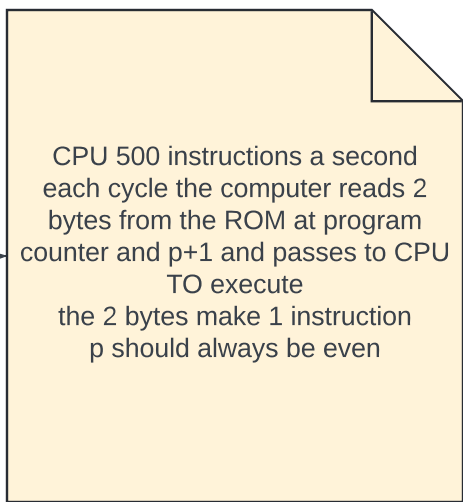 CPU 500 instructions a second
each cycle the computer reads 2
bytes from the ROM at program
counter and p+1 and passes to CPU
TO execute
the 2 bytes make 1 instruction
p should always be even